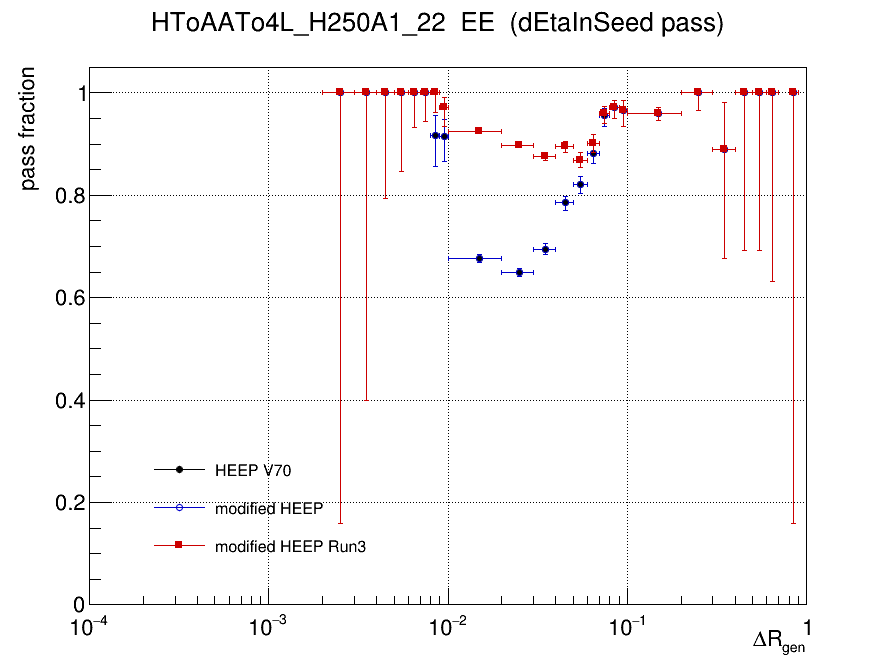 HToAATo4L_H250A1_22 EE (dEtaInSeed pass)
pass fraction
1
0.8
0.6
0.4
0.2
0
HEEP V70
modified HEEP
modified HEEP Run3
10−4 10−3 10−2 10−1 1
ΔRgen